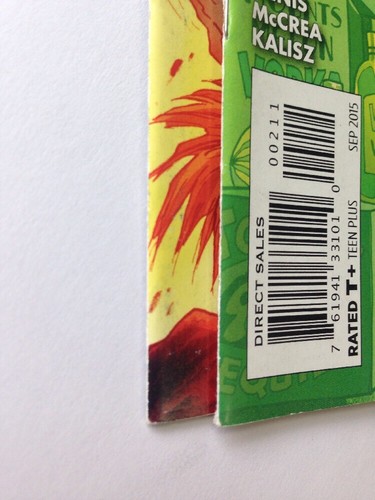 McCREA
KALISZ
00211
DIRECT SALES
7 61941 33101 0
RATED T+ TEEN PLUS
SEP 2015